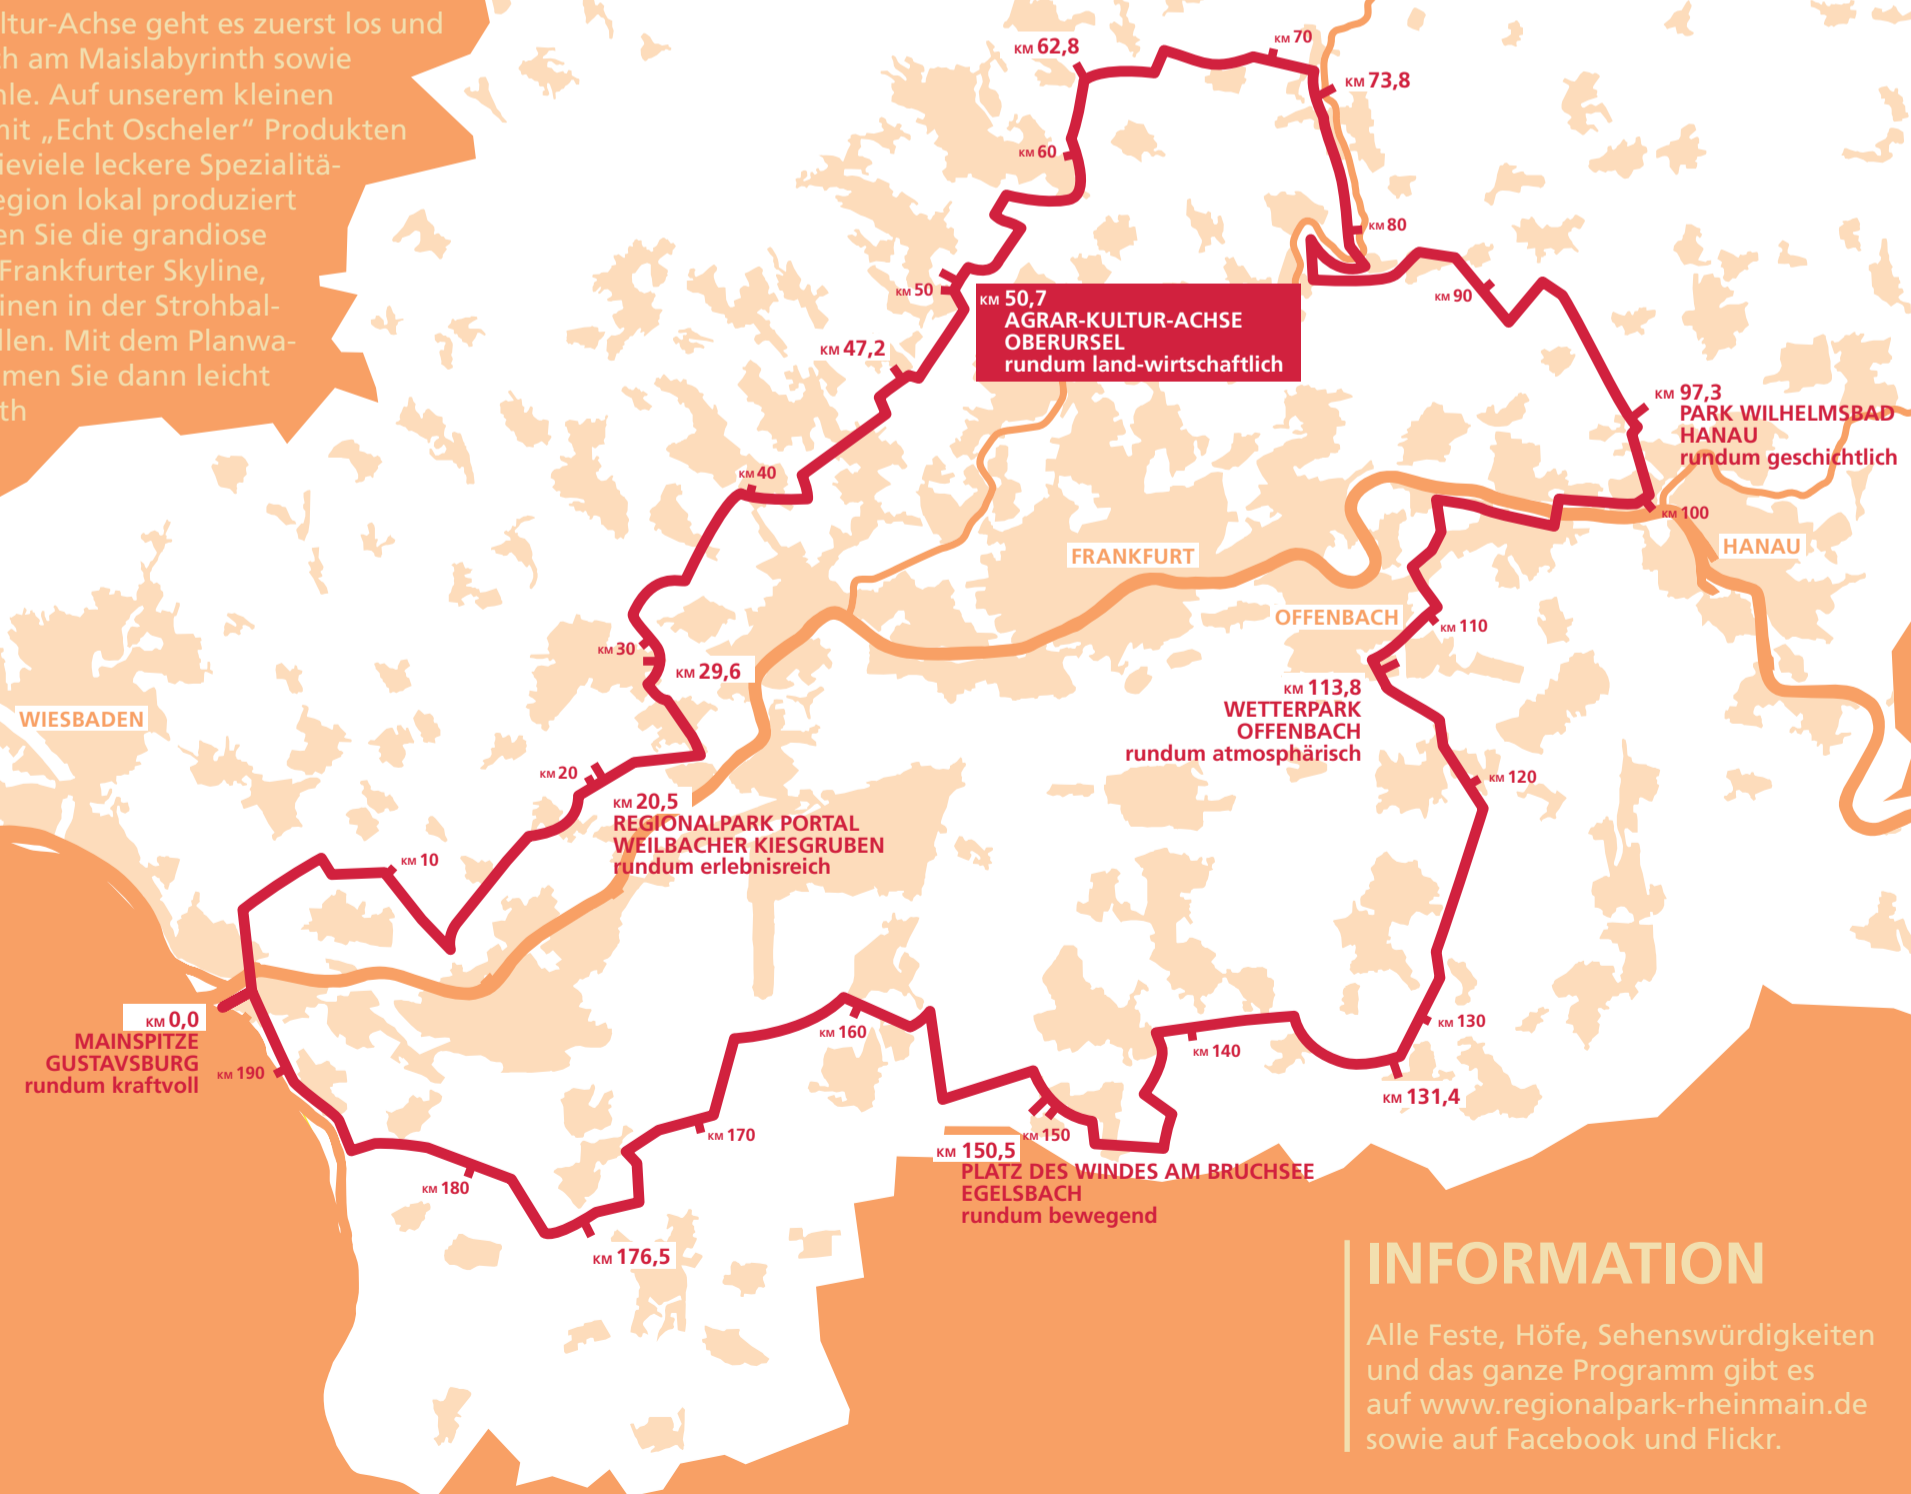 ltur-Achse geht es zuerst los und
h am Maislabyrinth sowie
le. Auf unserem kleinen
it „Echt Oscheler“ Produkten
ieviele leckere Spezialitä-
egion lokal produziert
en Sie die grandiose
Frankfurter Skyline,
inen in der Strohbal-
llen. Mit dem Planwa-
men Sie dann leicht
th
KM 62,8
KM 70
KM 73,8
KM 60
KM 80
KM 50
KM 50,7
AGRAR-KULTUR-ACHSE
OBERURSEL
rundum land-wirtschaftlich
KM 90
KM 47,2
KM 97,3
PARK WILHELMSBAD
HANAU
rundum geschichtlich
KM 40
KM 100
FRANKFURT
HANAU
OFFENBACH
KM 110
KM 30
KM 29,6
KM 113,8
WETTERPARK
OFFENBACH
rundum atmosphärisch
WIESBADEN
KM 20
KM 120
KM 20,5
REGIONALPARK PORTAL
WEILBACHER KIESGRUBEN
rundum erlebnisreich
KM 10
KM 0,0
MAINSPITZE
GUSTAVSBURG
rundum kraftvoll
KM 190
KM 160
KM 130
KM 140
KM 131,4
KM 170
KM 150
KM 150,5
PLATZ DES WINDES AM BRUCHSEE
EGELSBACH
rundum bewegend
KM 180
KM 176,5
INFORMATION
Alle Feste, Höfe, Sehenswürdigkeiten
und das ganze Programm gibt es
auf www.regionalpark-rheinmain.de
sowie auf Facebook und Flickr.